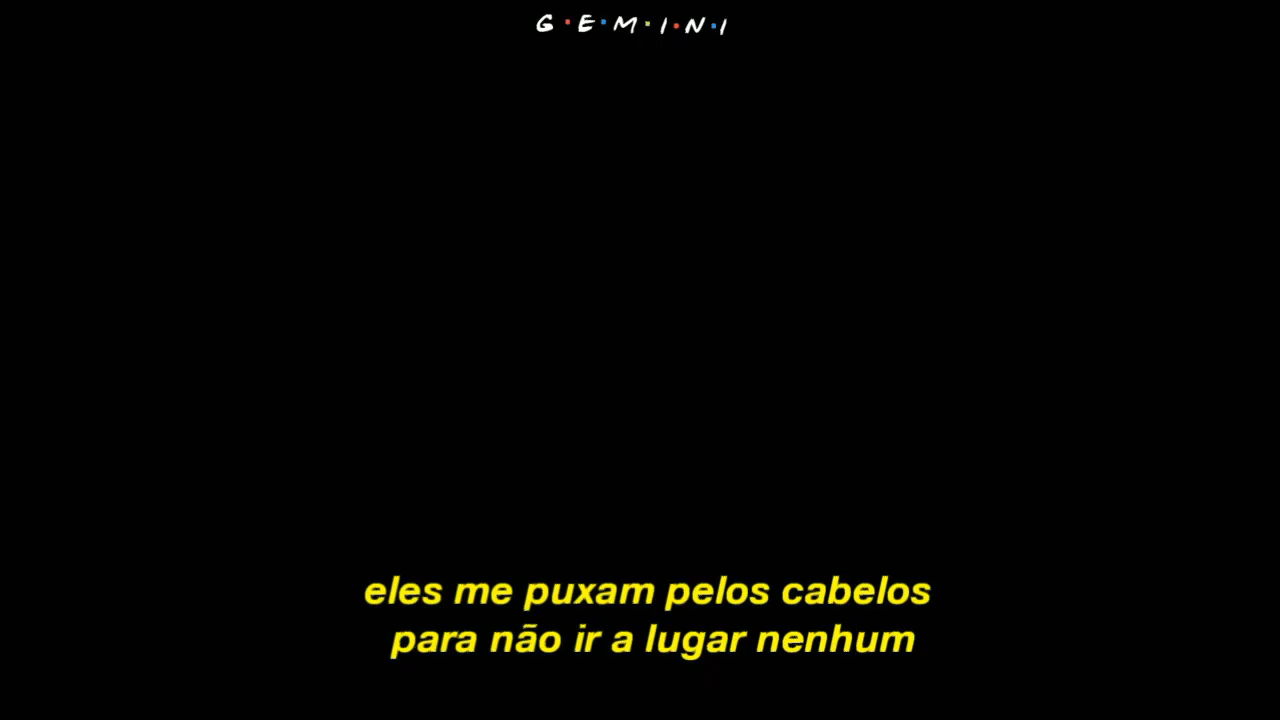 G•E•M•I•N•I
eles me puxam pelos cabelos
para não ir a lugar nenhum